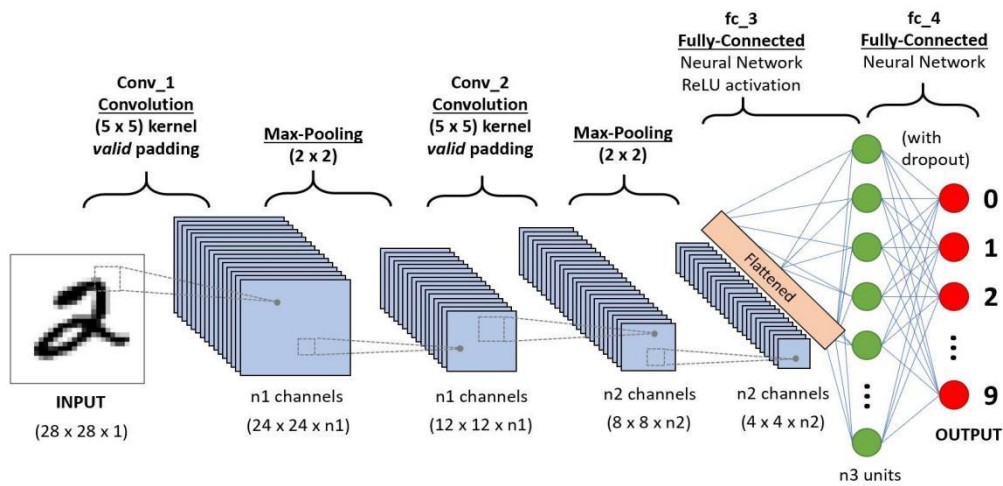 fc_3
Fully-Connected
Neural Network
ReLU activation
fc_4
Fully-Connected
Neural Network
Conv_1
Convolution
(5 x 5) kernel
valid padding
Max-Pooling
(2 x 2)
Conv_2
Convolution
(5 x 5) kernel
valid padding
Max-Pooling
(2 x 2)
(with
dropout)
2
Flattened
0
1
2
9
INPUT
(28 x 28 x 1)
n1 channels
(24 x 24 x n1)
n1 channels
(12 x 12 x n1)
n2 channels
(8 x 8 x n2)
n2 channels
(4 x 4 x n2)
OUTPUT
n3 units